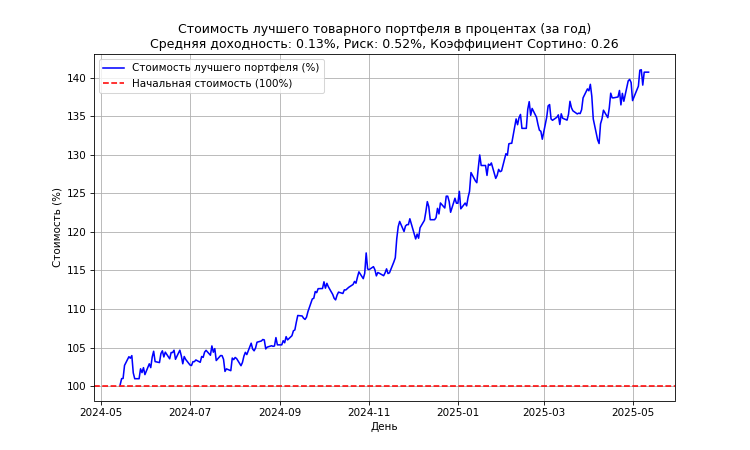 Стоимость лучшего товарного портфеля в процентах (за год)
Средняя доходность: 0.13%, Риск: 0.52%, Коэффициент Сортино: 0.26
Стоимость лучшего портфеля (%)
Начальная стоимость (100%)
Стоимость (%)
140
135
130
125
120
115
110
105
100
2024-05
2024-07
2024-09
2024-11
2025-01
2025-03
2025-05
День